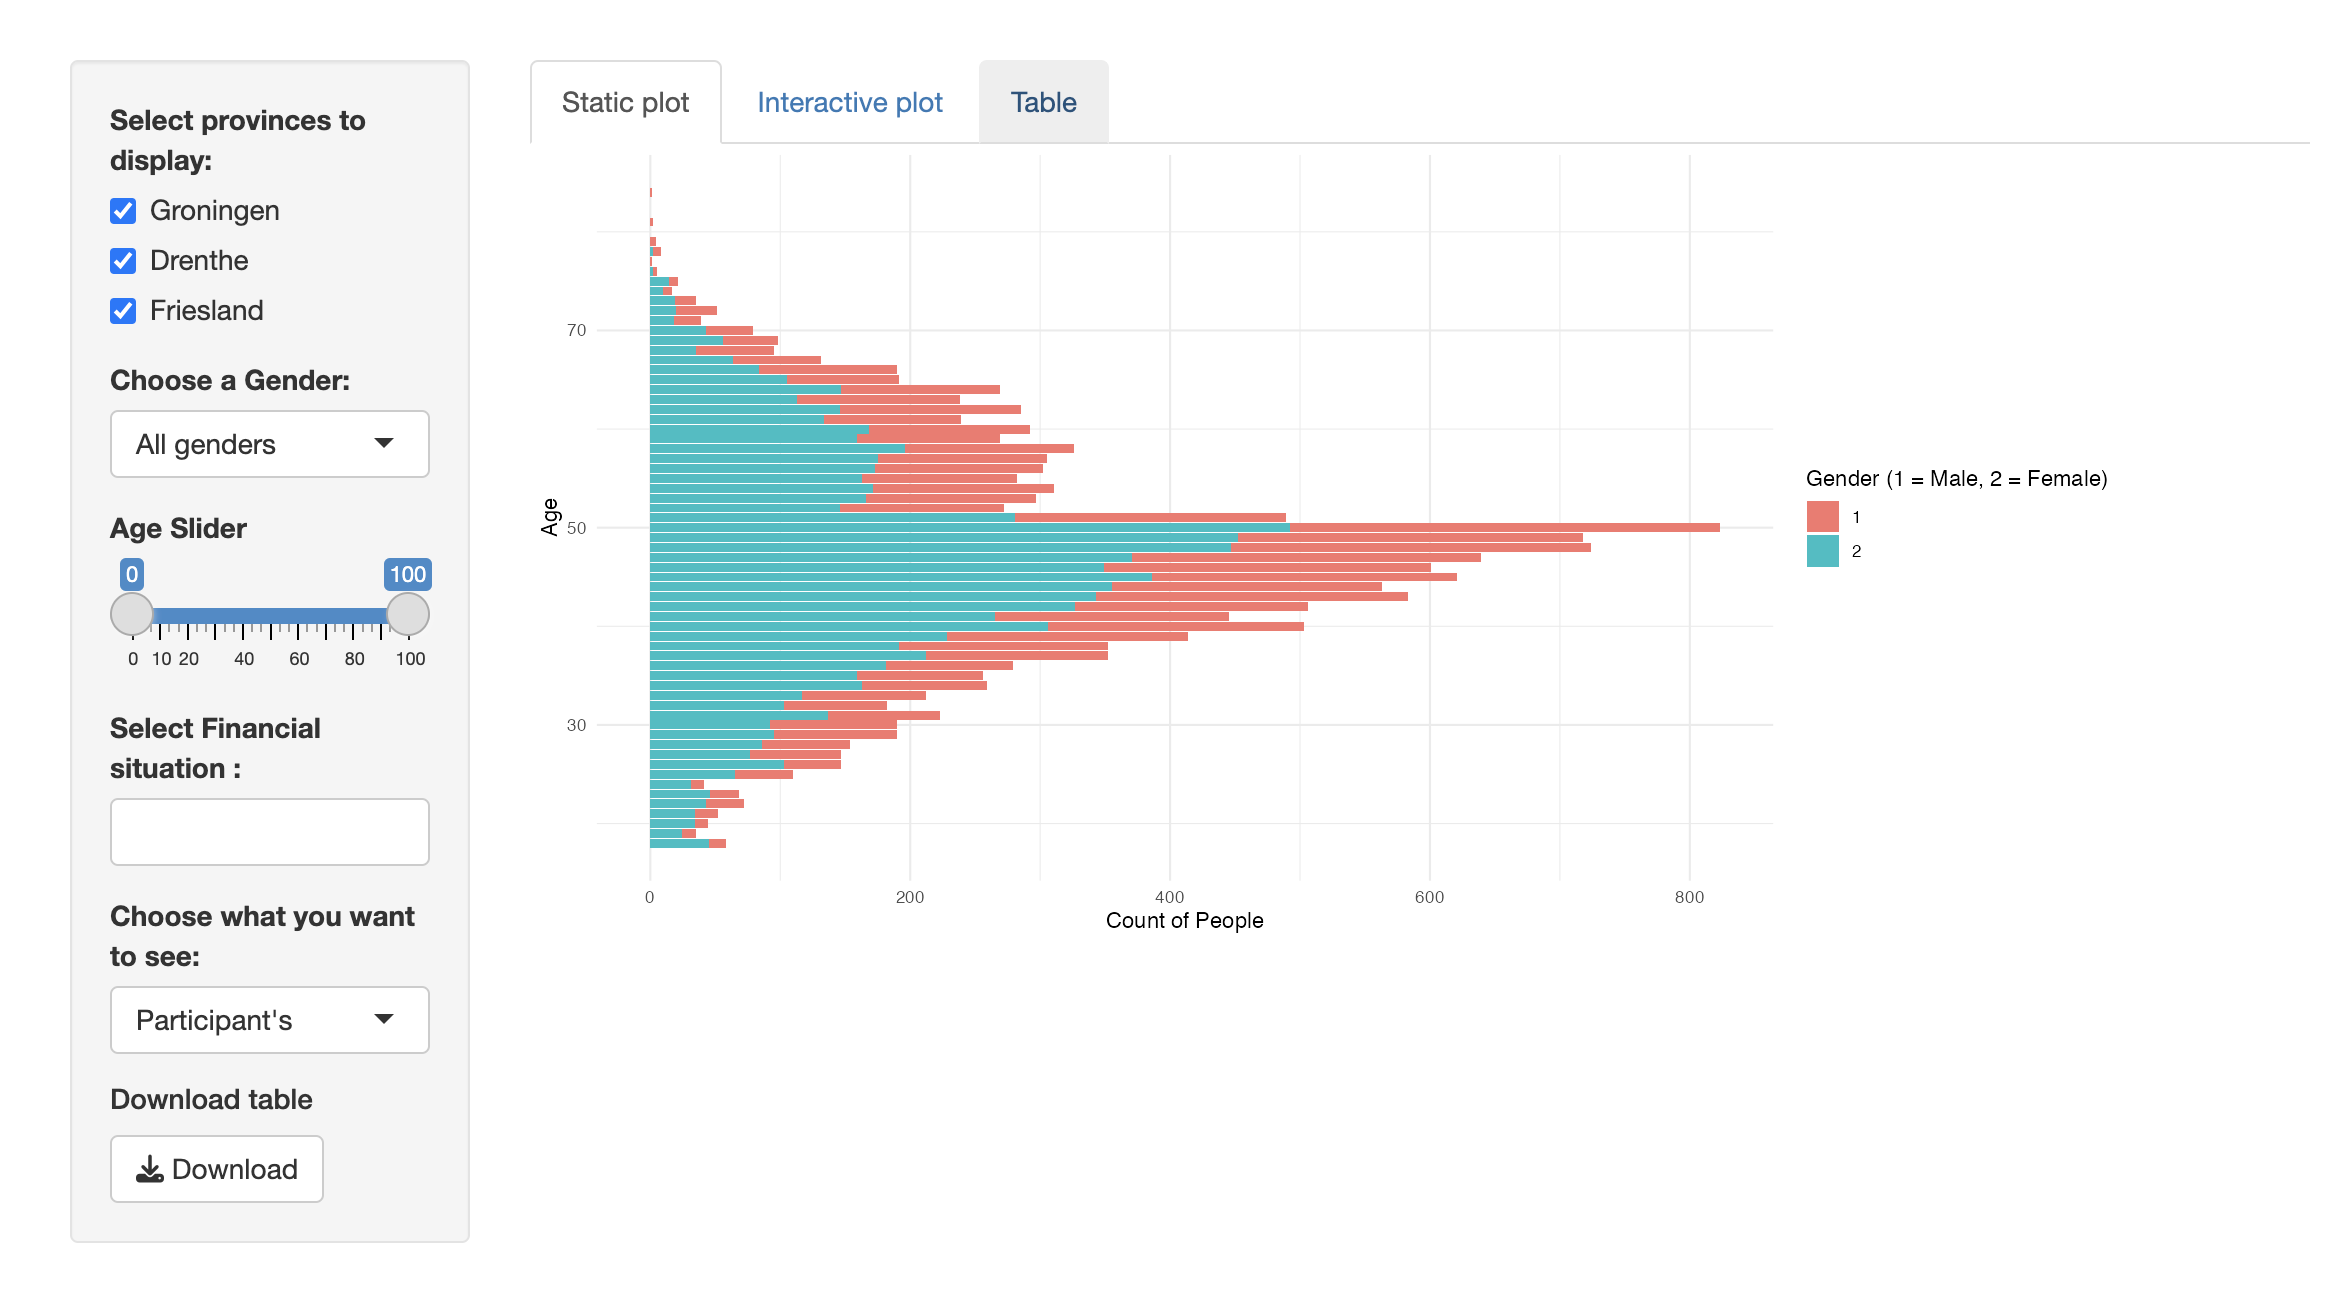 Select provinces to
display:
Groningen
Drenthe
Friesland
Choose a Gender:
All genders
Age Slider
0 100
0 10 20 40 60 80 100
Select Financial
situation :
Choose what you want
to see:
Participant's
Download table
Download
Static plot Interactive plot Table
Age
70
50
30
0 200 400 600 800
Count of People
Gender (1 = Male, 2 = Female)
1
2